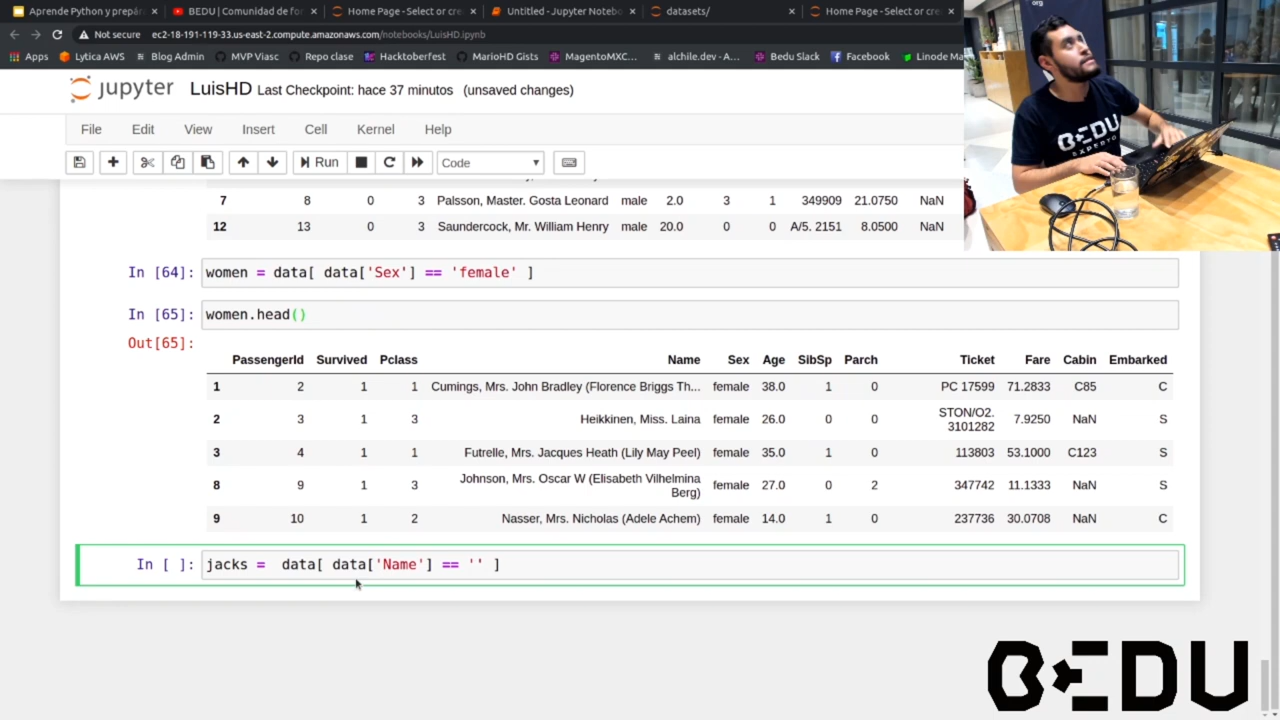 Aprende Python y prepár
BEDU | Comunidad de for
Home Page - Select or cre
Untitled - Jupyter Notebo
datasets/
Home Page - Select or cre
Not secure ec2-18-191-119-33.us-east-2.compute.amazonaws.com/notebooks/LuisHD.ipynb
Apps Lytica AWS Blog Admin MVP View Repo clase Hacktoberfest MarioHD Gists MagentoMXC... alchile.dev - A... Bedu Slack Facebook Linode Ma
org
BEDU
EXPERTO
jupyter LuisHD Last Checkpoint: hace 37 minutos (unsaved changes)
File Edit View Insert Cell Kernel Help
Run Code
7 8 0 3 Palsson, Master. Gosta Leonard male 2.0 3 1 349909 21.0750 NaN
12 13 0 3 Saundercock, Mr. William Henry male 20.0 0 0 A/5. 2151 8.0500 NaN
In [64]: women = data[ data['Sex'] == 'female' ]
In [65]: women.head()
Out[65]:
PassengerId Survived Pclass Name Sex Age SibSp Parch Ticket Fare Cabin Embarked
1 2 1 1 Cumings, Mrs. John Bradley (Florence Briggs Th... female 38.0 1 0 PC 17599 71.2833 C85 C
2 3 1 3 Heikkinen, Miss. Laina female 26.0 0 0 STON/O2. 3101282 7.9250 NaN S
3 4 1 1 Futrelle, Mrs. Jacques Heath (Lily May Peel) female 35.0 1 0 113803 53.1000 C123 S
8 9 1 3 Johnson, Mrs. Oscar W (Elisabeth Vilhelmina Berg) female 27.0 0 2 347742 11.1333 NaN S
9 10 1 2 Nasser, Mrs. Nicholas (Adele Achem) female 14.0 1 0 237736 30.0708 NaN C
In [ ]: jacks =  data[ data['Name'] == '' ]
BEDU